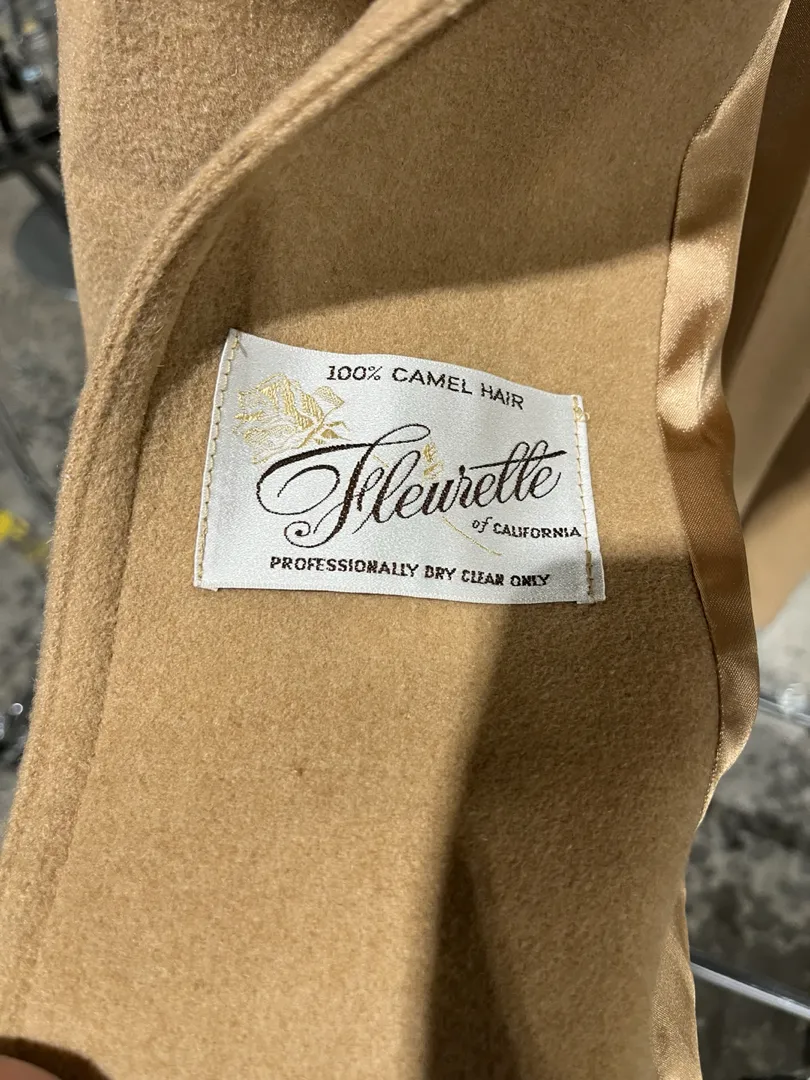 100% CAMEL HAIR
Fleurette
of CALIFORNIA
PROFESSIONALLY DRY CLEAN ONLY